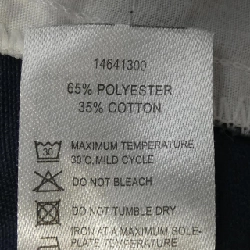 14641300
65% POLYESTER
35% COTTON
MAXIMUM TEMPERATURE
30°C, MILD CYCLE
DO NOT BLEACH
DO NOT TUMBLE DRY
IRON AT A MAXIMUM SOLE-
PLATE TEMPERATURE